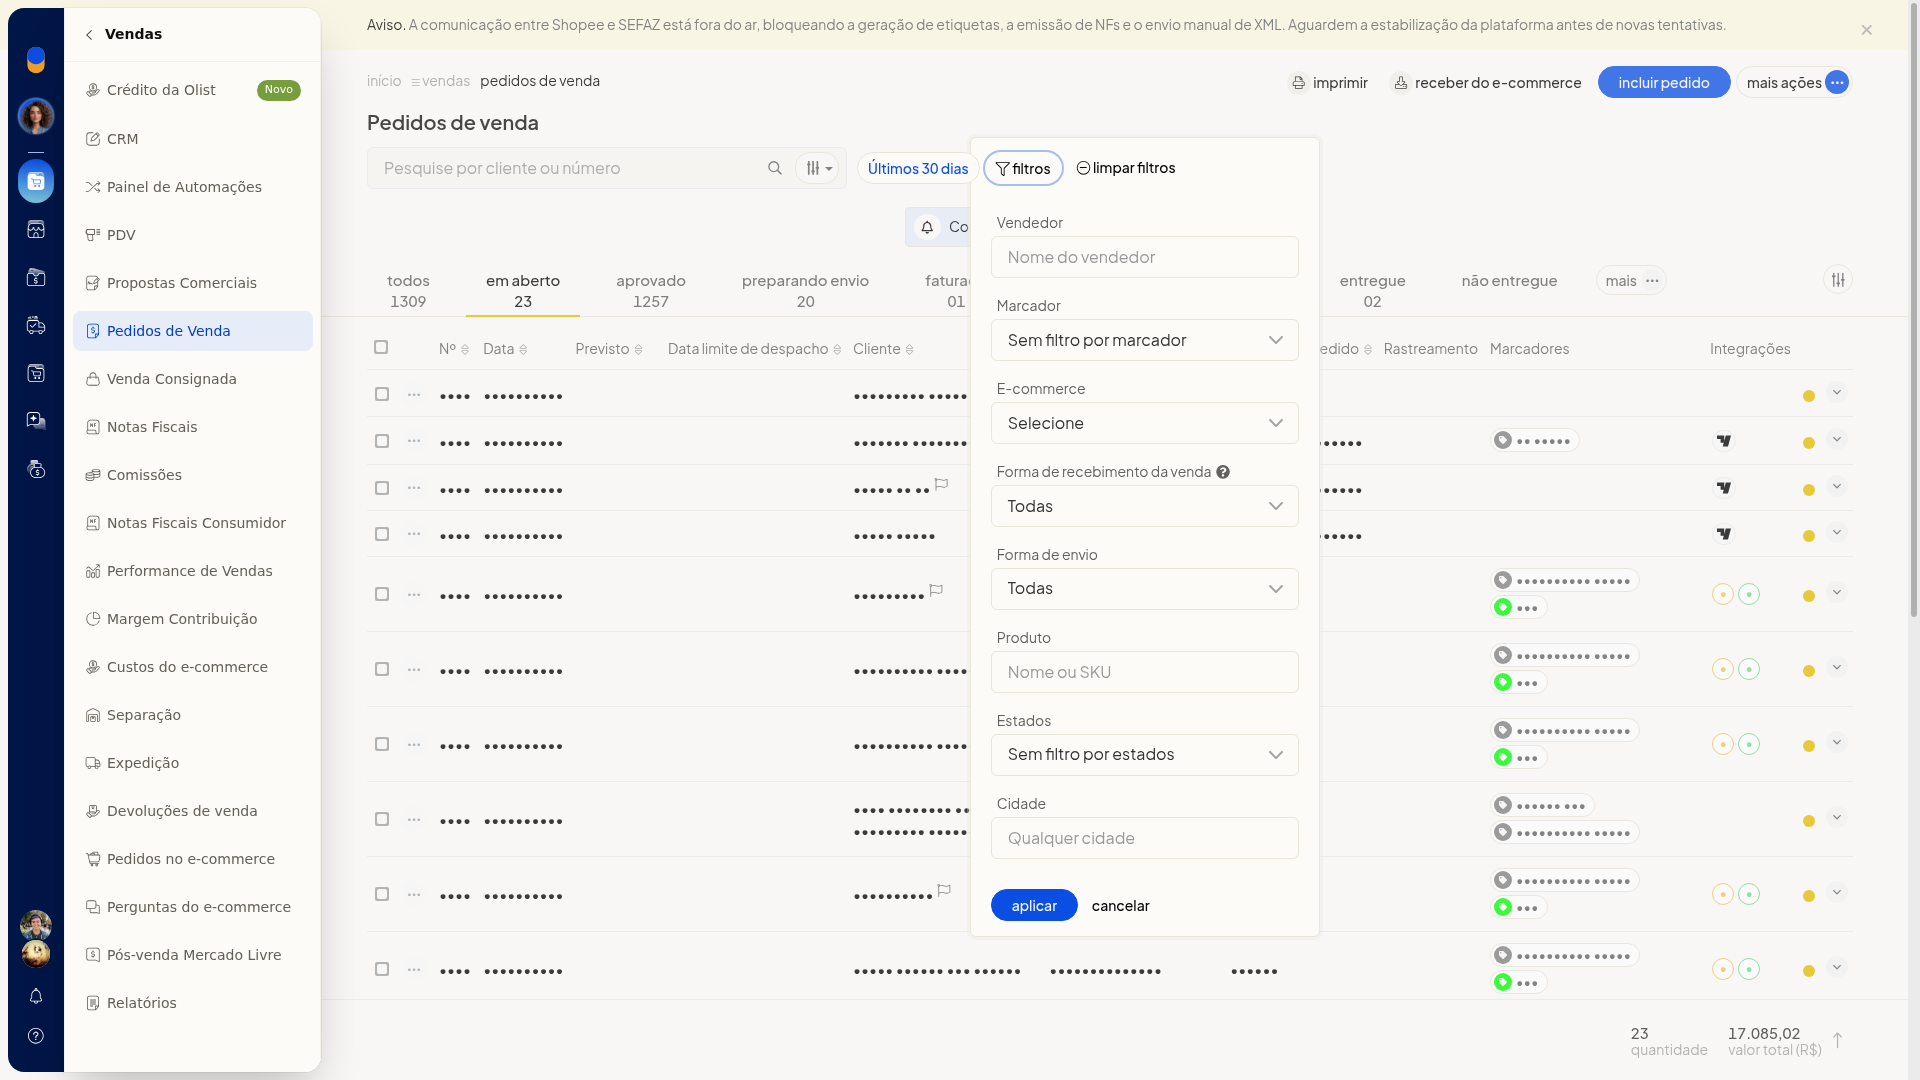 Vendas
Crédito da Olist
Novo
CRM
Painel de Automações
PDV
Propostas Comerciais
Pedidos de Venda
Venda Consignada
Notas Fiscais
Comissões
Notas Fiscais Consumidor
Performance de Vendas
Margem Contribuição
Custos do e-commerce
Separação
Expedição
Devoluções de venda
Pedidos no e-commerce
Perguntas do e-commerce
Pós-venda Mercado Livre
Relatórios
Aviso. A comunicação entre Shopee e SEFAZ está fora do ar, bloqueando a geração de etiquetas, a emissão de NFs e o envio manual de XML. Aguardem a estabilização da plataforma antes de novas tentativas.
início vendas pedidos de venda
imprimir receber do e-commerce incluir pedido mais ações
Pedidos de venda
Pesquise por cliente ou número
Últimos 30 dias
filtros
limpar filtros
Co
todos
1309
em aberto
23
aprovado
1257
preparando envio
20
01
entregue
02
não entregue
mais
Nº Data Previsto Data limite de despacho Cliente
Rastreamento Marcadores Integrações
Vendedor
Nome do vendedor
Marcador
Sem filtro por marcador
E-commerce
Selecione
Forma de recebimento da venda
Todas
Forma de envio
Todas
Produto
Nome ou SKU
Estados
Sem filtro por estados
Cidade
Qualquer cidade
aplicar cancelar
23
quantidade
17.085,02
valor total (R$)